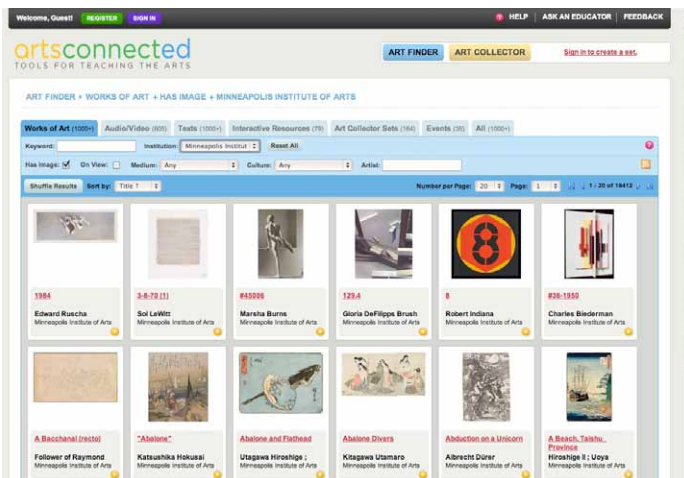 Welcome, Guest! REGISTER SIGN IN ? HELP ASK AN EDUCATOR FEEDBACK
artsconnected
TOOLS FOR TEACHING THE ARTS
ART FINDER ART COLLECTOR Sign in to create a set.
ART FINDER + WORKS OF ART + HAS IMAGE + MINNEAPOLIS INSTITUTE OF ARTS
Works of Art (1000+) Audio/Video (605) Texts (1000+) Interactive Resources (79) Art Collector Sets (164) Events (38) All (1000+)
Keyword: Institution: Minneapolis Institut Reset All ?
Has Image: On View: Medium: Any Culture: Any Artist:
Shuffle Results Sort by: Title Number per Page: 20 Page: 1 1 - 20 of 16412
1984 3-8-70 (1) #45006 129.4 8 #36-1950
Edward Ruscha Sol LeWitt Marsha Burns Gloria DeFilipps Brush Robert Indiana Charles Biederman
Minneapolis Institute of Arts Minneapolis Institute of Arts Minneapolis Institute of Arts Minneapolis Institute of Arts Minneapolis Institute of Arts Minneapolis Institute of Arts
8
A Bacchanal (recto) "Abalone" Abalone and Flathead Abalone Divers Abduction on a Unicorn A Beach, Taishu
Province
Follower of Raymond Katsushika Hokusai Utagawa Hiroshige ; Kitagawa Utamaro Albrecht Dürer Hiroshige II ; Uoya
Minneapolis Institute of Arts Minneapolis Institute of Arts Minneapolis Institute of Arts Minneapolis Institute of Arts Minneapolis Institute of Arts Minneapolis Institute of Arts